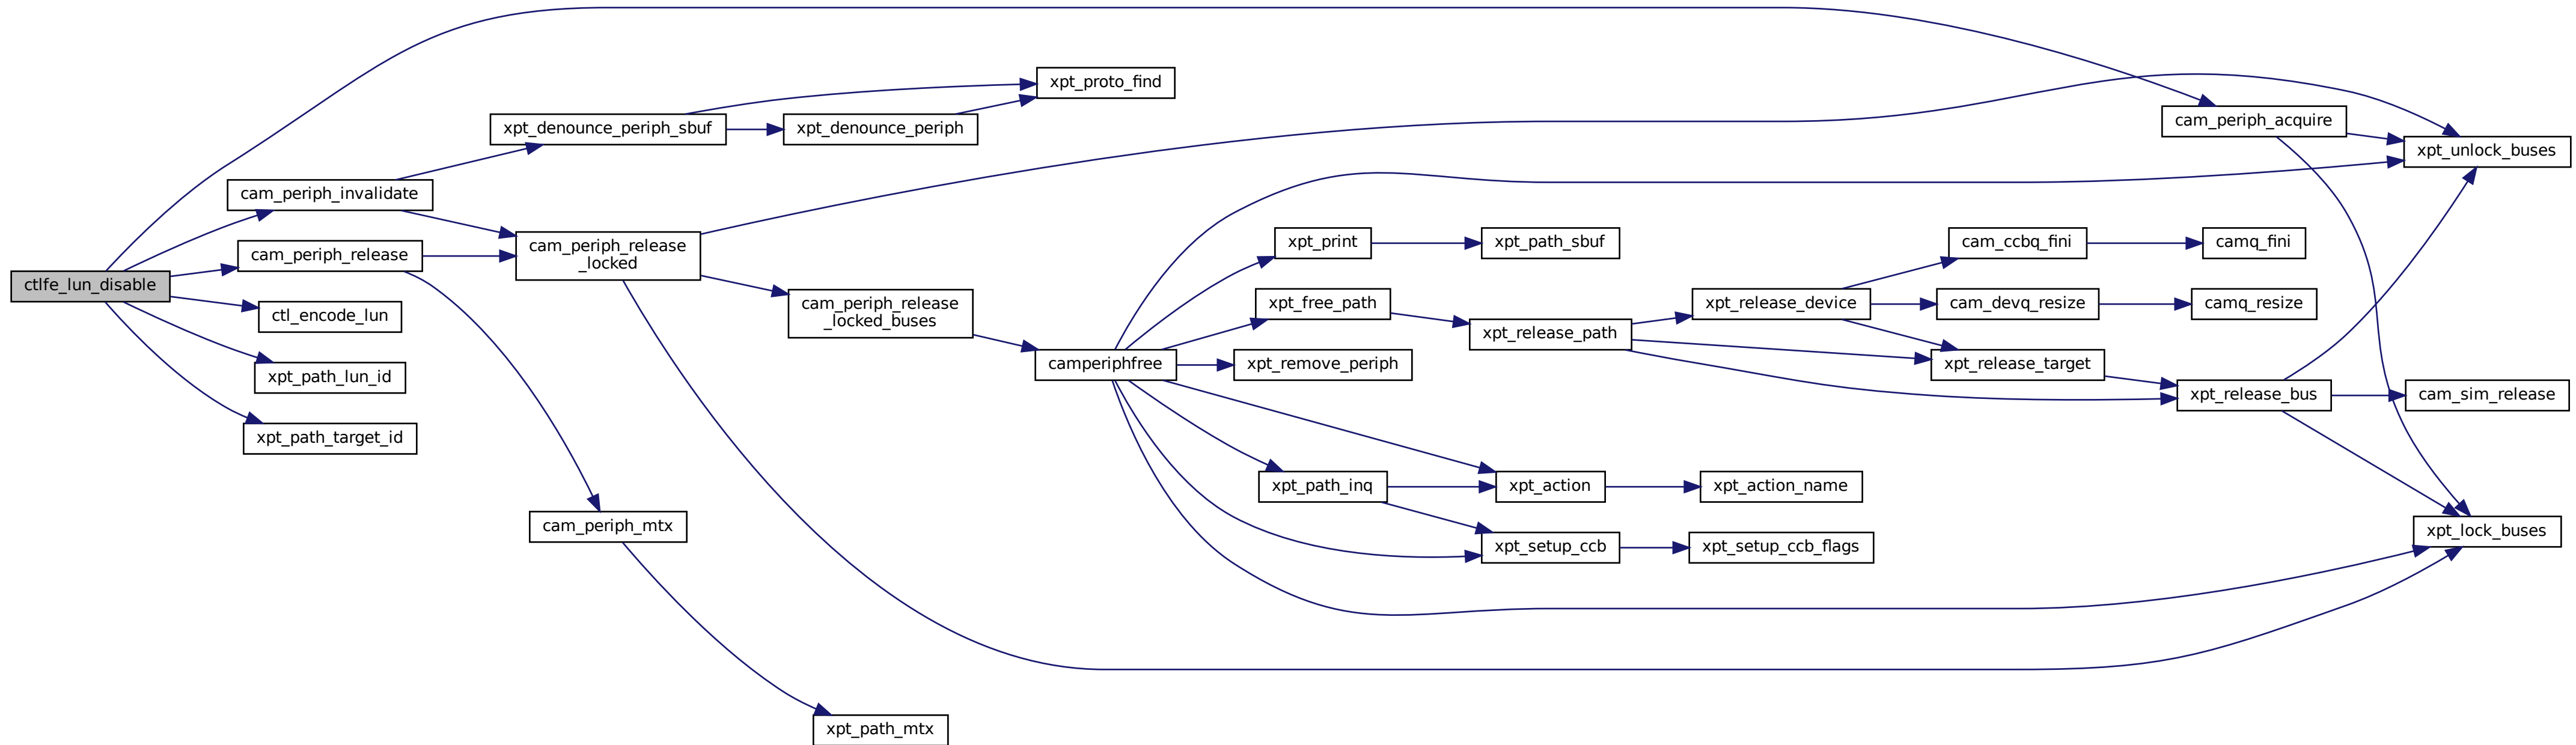 ctlfe_lun_disable
cam_periph_invalidate
cam_periph_release
ctl_encode_lun
xpt_path_lun_id
xpt_path_target_id
xpt_denounce_periph_sbuf
cam_periph_release
_locked
cam_periph_mtx
xpt_denounce_periph
cam_periph_release
_locked_buses
xpt_path_mtx
xpt_proto_find
camperiphfree
xpt_print
xpt_free_path
xpt_remove_periph
xpt_path_inq
xpt_path_sbuf
xpt_release_path
xpt_action
xpt_setup_ccb
xpt_release_device
xpt_action_name
xpt_setup_ccb_flags
cam_ccbq_fini
cam_devq_resize
xpt_release_target
cam_periph_acquire
camq_fini
camq_resize
xpt_release_bus
xpt_unlock_buses
cam_sim_release
xpt_lock_buses